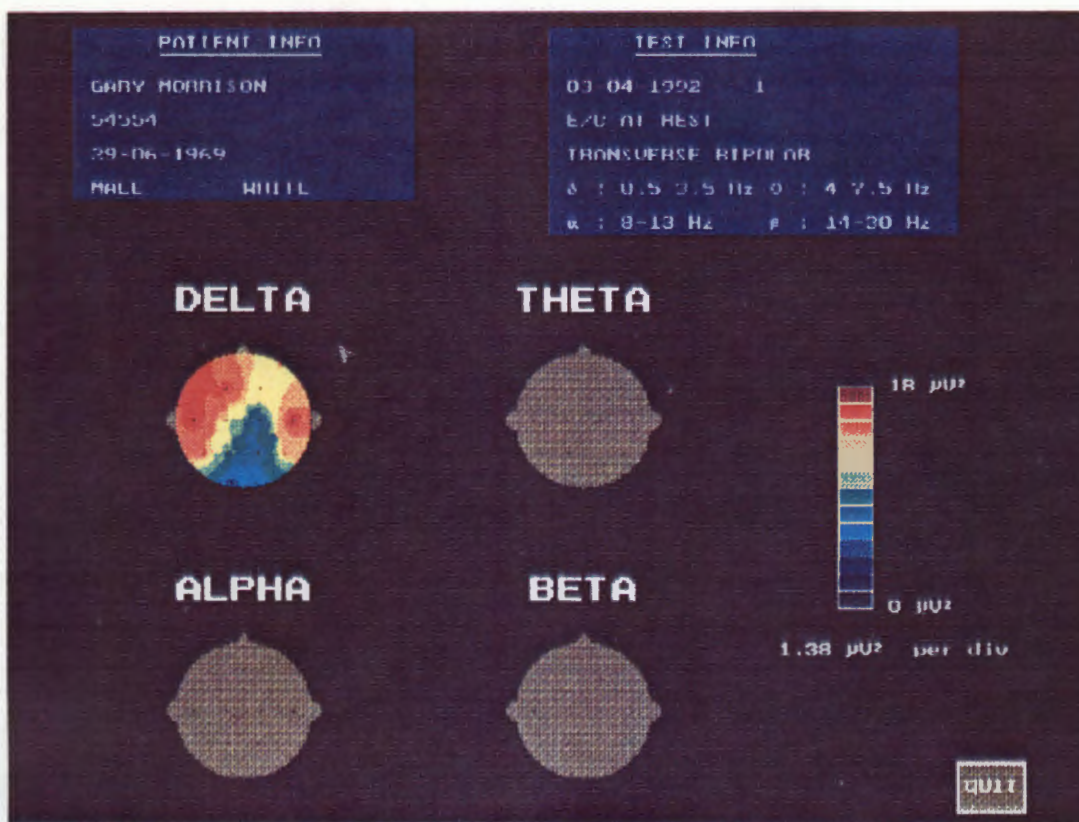 PATIENT INFO
GARY MORRISON
54554
29-06-1969
MALE WHITE
TEST INFO
03 04 1992 1
E/C AT REST
TRANSVERSE BIPOLAR
δ : 0.5 3.5 Hz θ : 4 7.5 Hz
α : 8-13 Hz β : 14-30 Hz
DELTA
THETA
18 µV²
ALPHA
BETA
0 µV²
1.38 µV² per div
QUIT